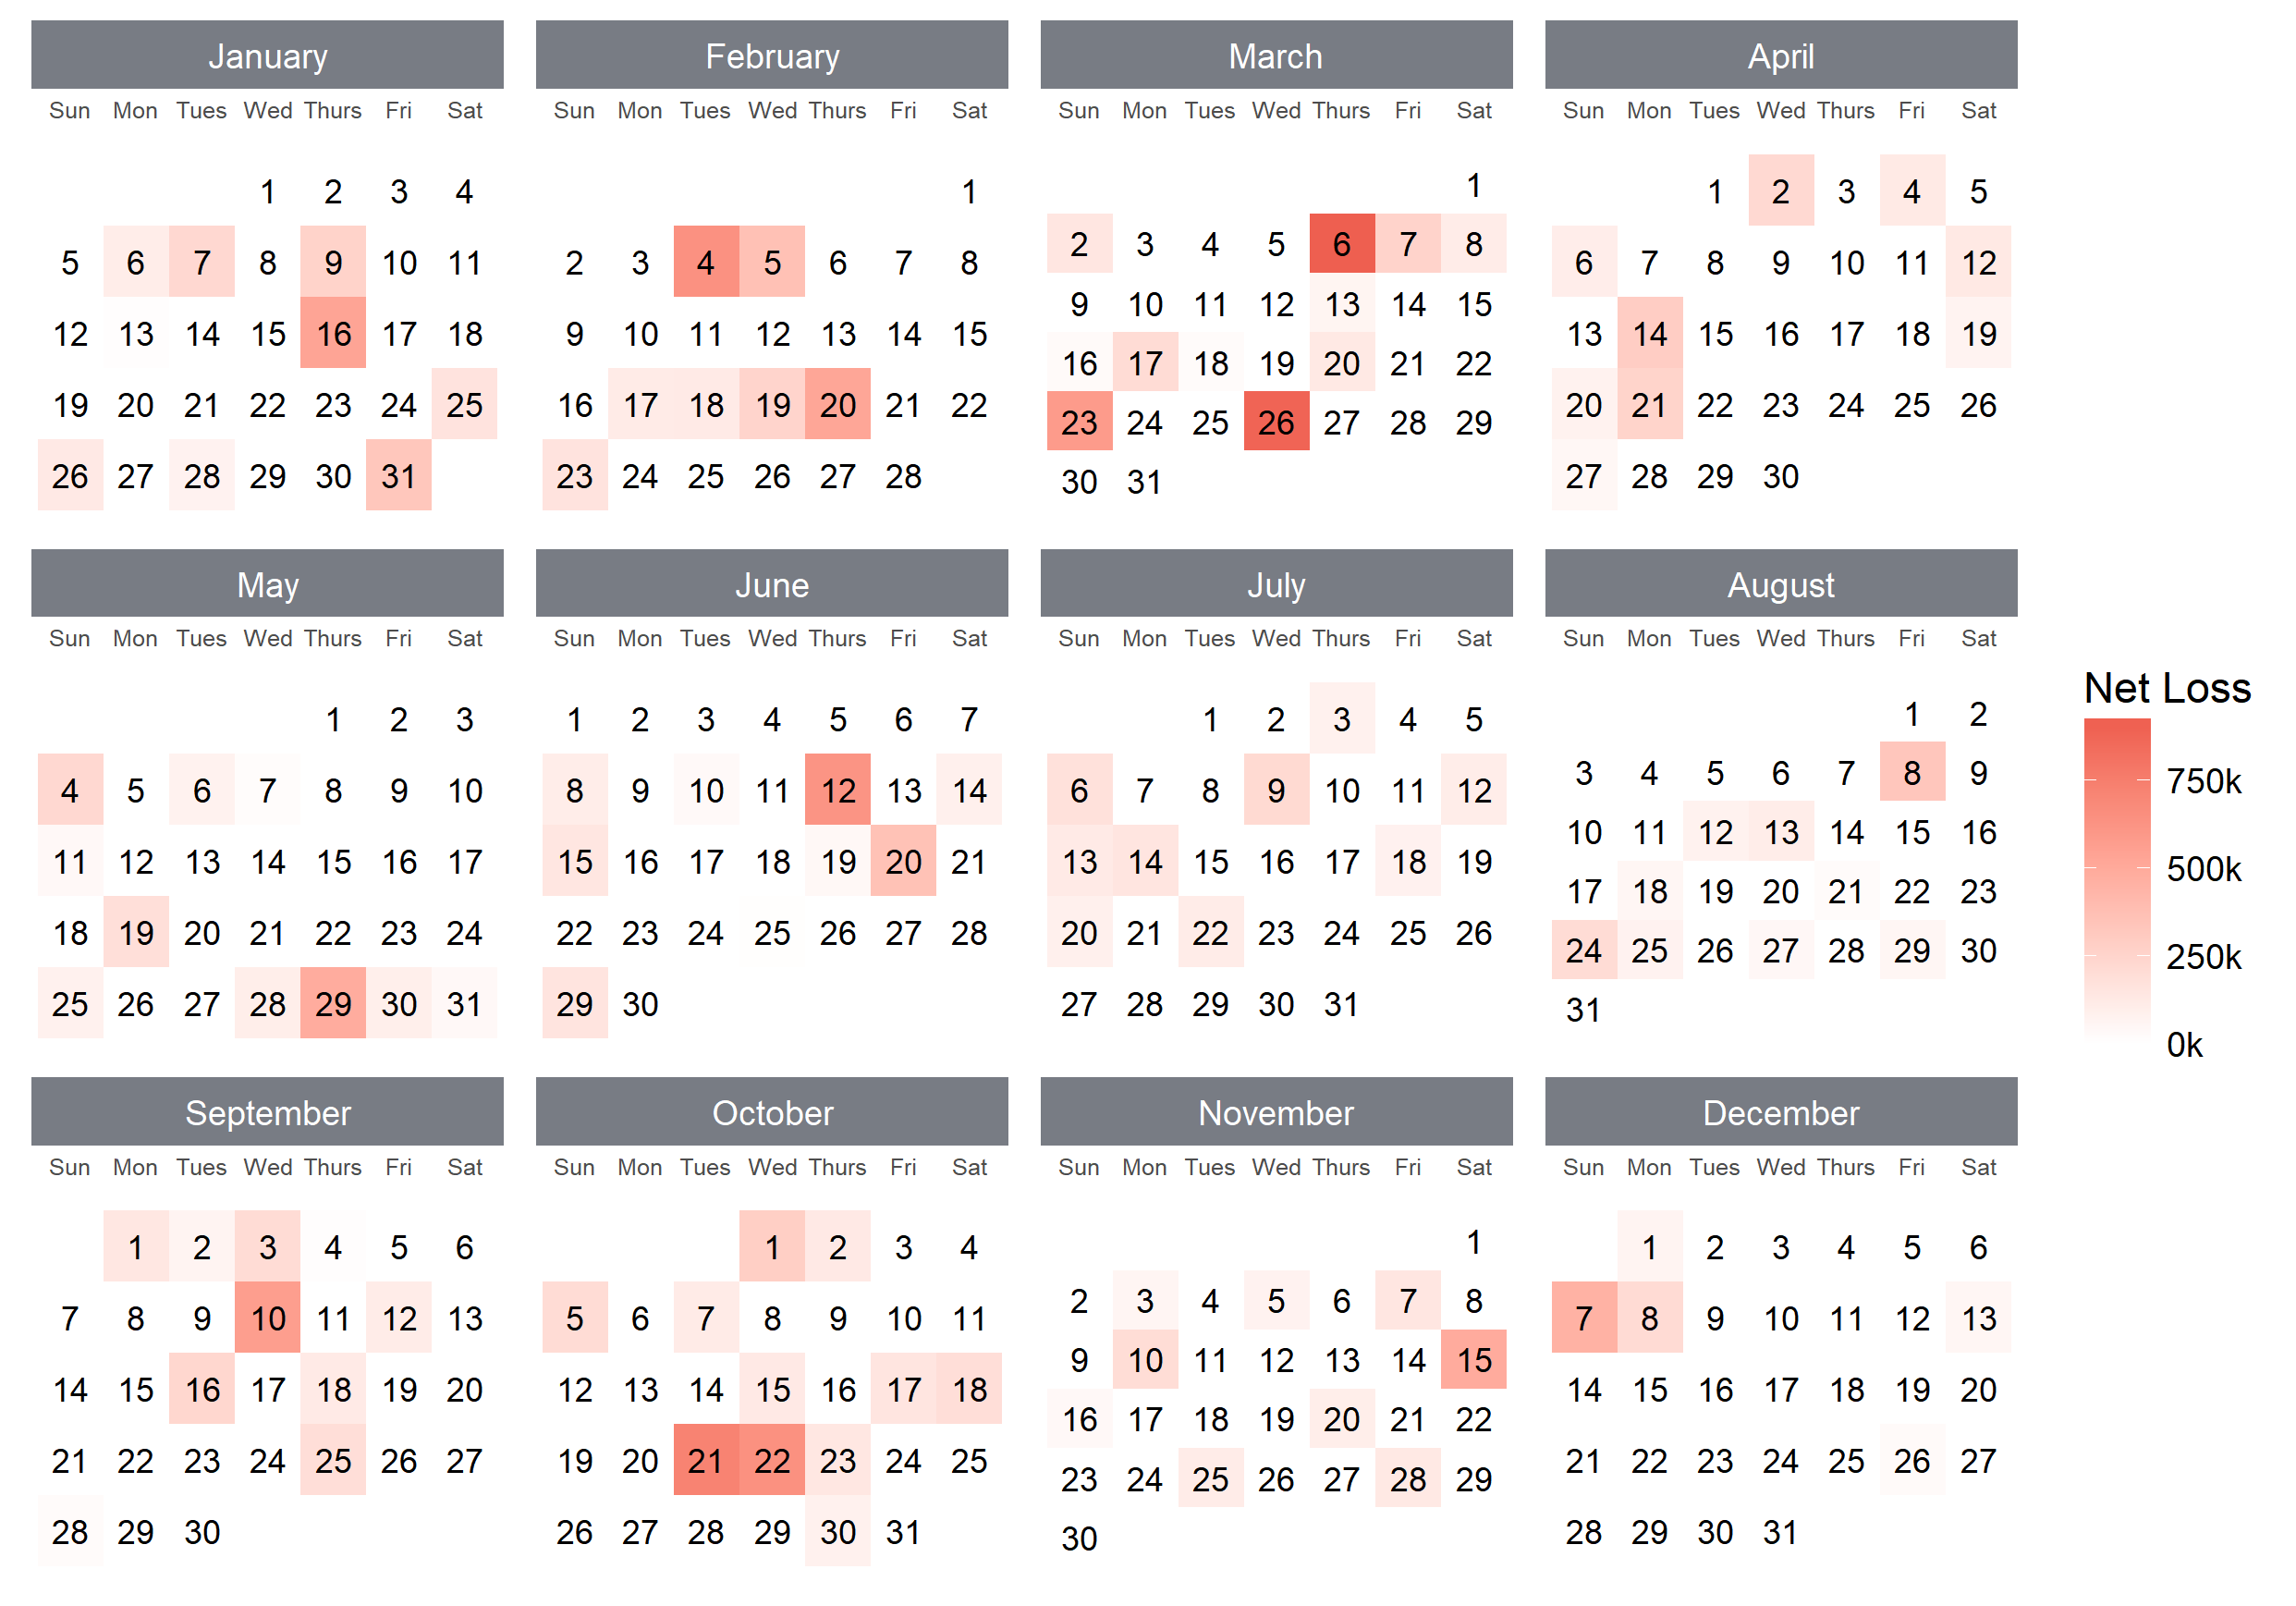 January February March April
Sun Mon Tues Wed Thurs Fri Sat Sun Mon Tues Wed Thurs Fri Sat Sun Mon Tues Wed Thurs Fri Sat Sun Mon Tues Wed Thurs Fri Sat
1 2 3 4 1 1 1 2 3 4 5
5 6 7 8 9 10 11 2 3 4 5 6 7 8 2 3 4 5 6 7 8 6 7 8 9 10 11 12
12 13 14 15 16 17 18 9 10 11 12 13 14 15 9 10 11 12 13 14 15 13 14 15 16 17 18 19
19 20 21 22 23 24 25 16 17 18 19 20 21 22 16 17 18 19 20 21 22 20 21 22 23 24 25 26
26 27 28 29 30 31 23 24 25 26 27 28 23 24 25 26 27 28 29 27 28 29 30
30 31
May June July August
Sun Mon Tues Wed Thurs Fri Sat Sun Mon Tues Wed Thurs Fri Sat Sun Mon Tues Wed Thurs Fri Sat Sun Mon Tues Wed Thurs Fri Sat
1 2 3 1 2 3 4 5 6 7 1 2 3 4 5 1 2
4 5 6 7 8 9 10 8 9 10 11 12 13 14 6 7 8 9 10 11 12 3 4 5 6 7 8 9
11 12 13 14 15 16 17 15 16 17 18 19 20 21 13 14 15 16 17 18 19 10 11 12 13 14 15 16
18 19 20 21 22 23 24 22 23 24 25 26 27 28 20 21 22 23 24 25 26 17 18 19 20 21 22 23
25 26 27 28 29 30 31 29 30 27 28 29 30 31 24 25 26 27 28 29 30
31
Net Loss
750k
500k
250k
0k
September October November December
Sun Mon Tues Wed Thurs Fri Sat Sun Mon Tues Wed Thurs Fri Sat Sun Mon Tues Wed Thurs Fri Sat Sun Mon Tues Wed Thurs Fri Sat
1 2 3 4 5 6 1 2 3 4 1 1 2 3 4 5 6
7 8 9 10 11 12 13 5 6 7 8 9 10 11 2 3 4 5 6 7 8 7 8 9 10 11 12 13
14 15 16 17 18 19 20 12 13 14 15 16 17 18 9 10 11 12 13 14 15 14 15 16 17 18 19 20
21 22 23 24 25 26 27 19 20 21 22 23 24 25 16 17 18 19 20 21 22 21 22 23 24 25 26 27
28 29 30 26 27 28 29 30 31 23 24 25 26 27 28 29 28 29 30 31
30